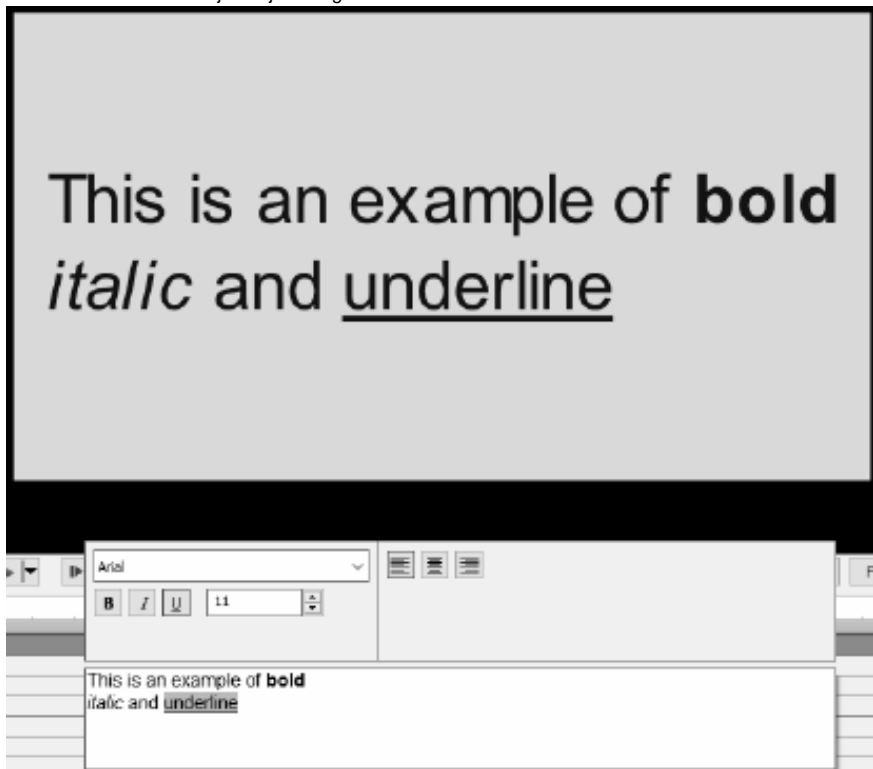 This is an example of bold
italic and underline
Arial
B I U 11
This is an example of bold
italic and underline